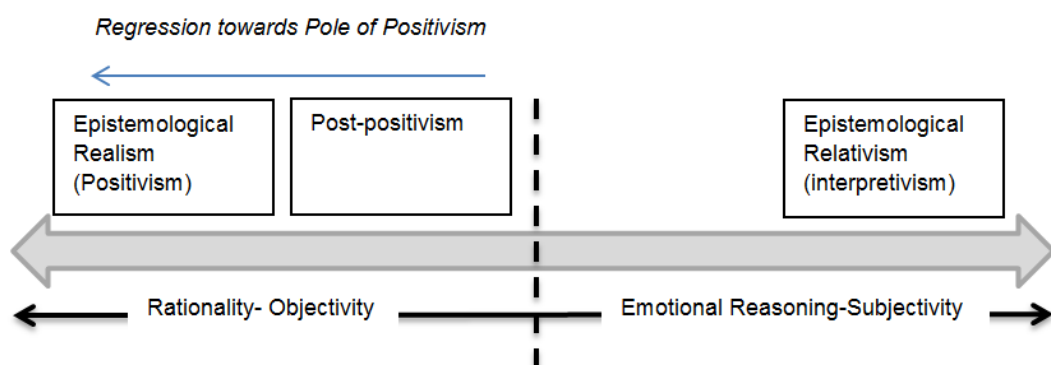 Regression towards Pole of Positivism
Epistemological
Realism
(Positivism)
Post-positivism
Epistemological
Relativism
(interpretivism)
Rationality- Objectivity
Emotional Reasoning-Subjectivity